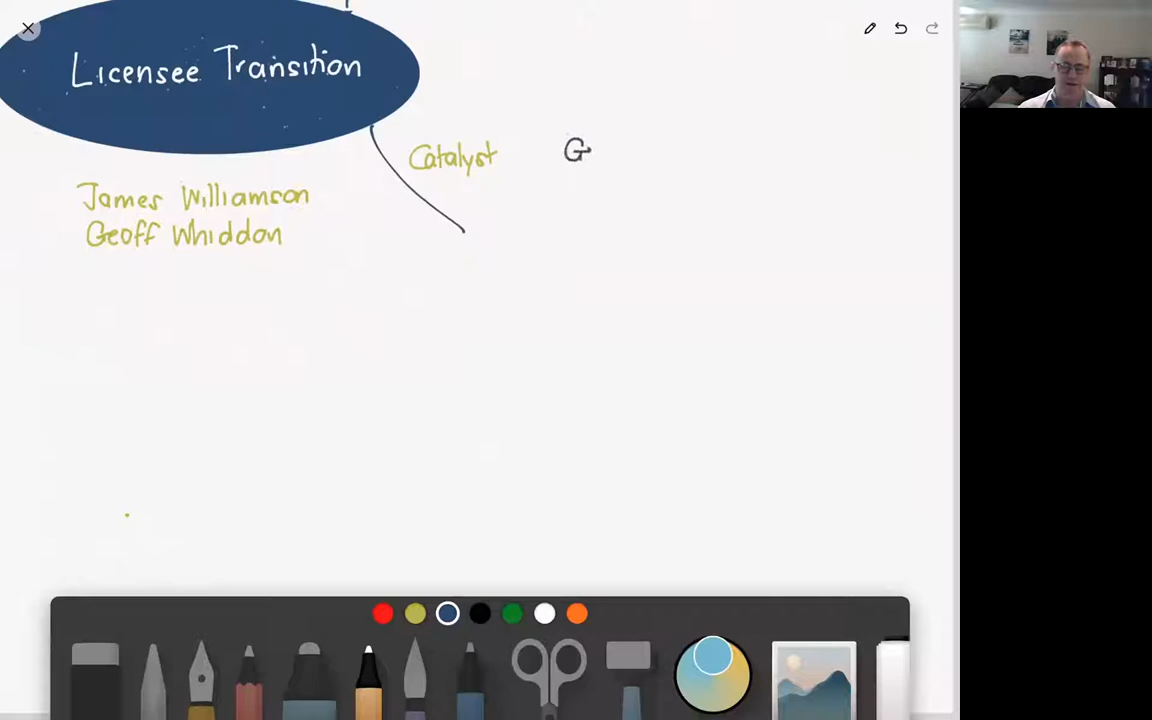 Licensee Transition
Catalyst G
James Williamson
Geoff Whiddon